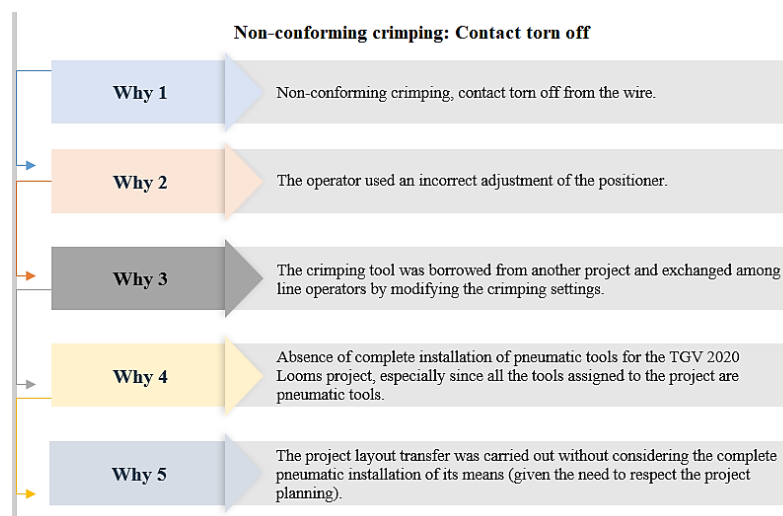 Non-conforming crimping: Contact torn off
Why 1
Non-conforming crimping, contact torn off from the wire.
Why 2
The operator used an incorrect adjustment of the positioner.
Why 3
The crimping tool was borrowed from another project and exchanged among
line operators by modifying the crimping settings.
Why 4
Absence of complete installation of pneumatic tools for the TGV 2020
Looms project, especially since all the tools assigned to the project are
pneumatic tools.
Why 5
The project layout transfer was carried out without considering the complete
pneumatic installation of its means (given the need to respect the project
planning).